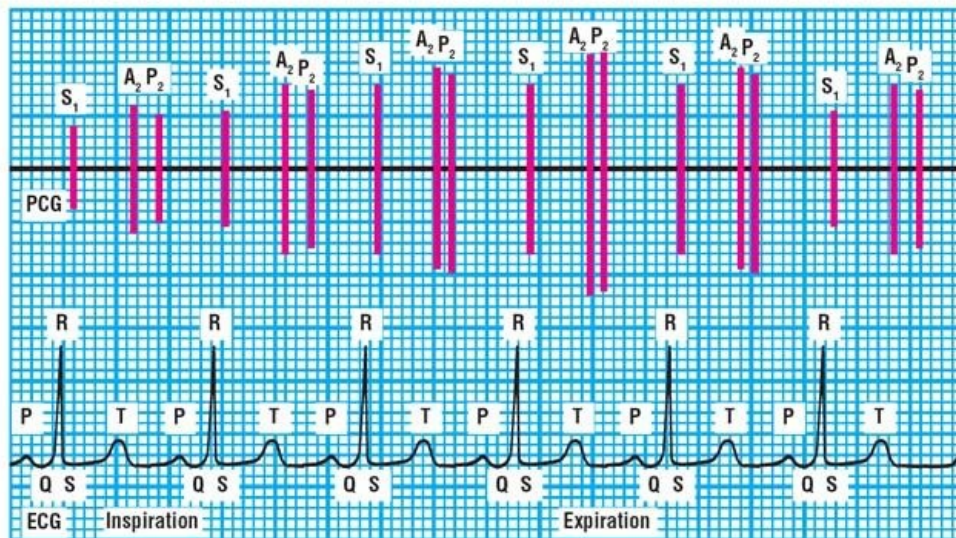 A₂ P₂
A₂ P₂
A₂ P₂
A₂ P₂
S₁
S₁
S₁
A₂ P₂
A₂ P₂
S₁
S₁
S₁
PCG
R
R
R
R
R
R
P T P T P T P T P T P T
Q S Q S Q S Q S Q S Q S
ECG Inspiration Expiration